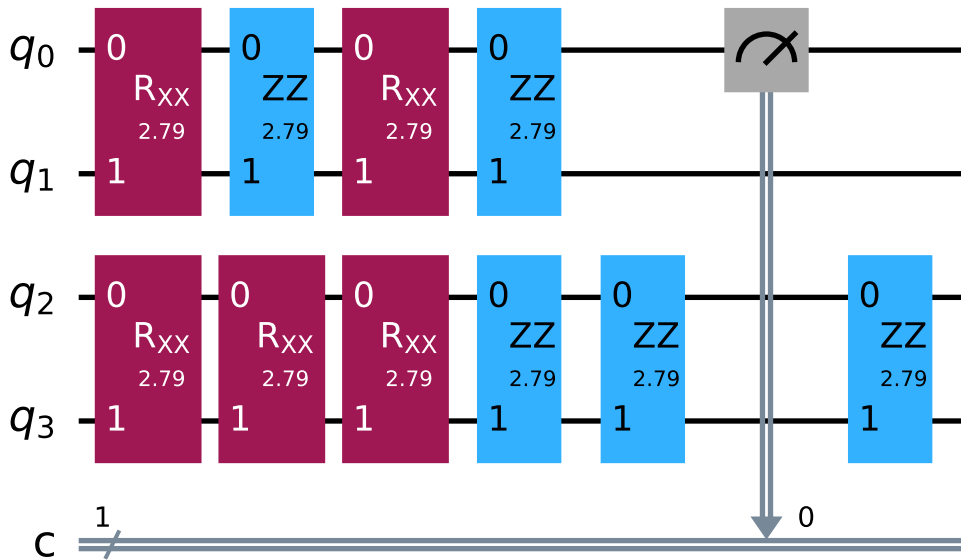 q0 0 0 0 0
RXX ZZ RXX ZZ
2.79 2.79 2.79 2.79
q1 1 1 1 1
q2 0 0 0 0 0 0
RXX RXX RXX ZZ ZZ ZZ
2.79 2.79 2.79 2.79 2.79 2.79
q3 1 1 1 1 1 1
1 0
c